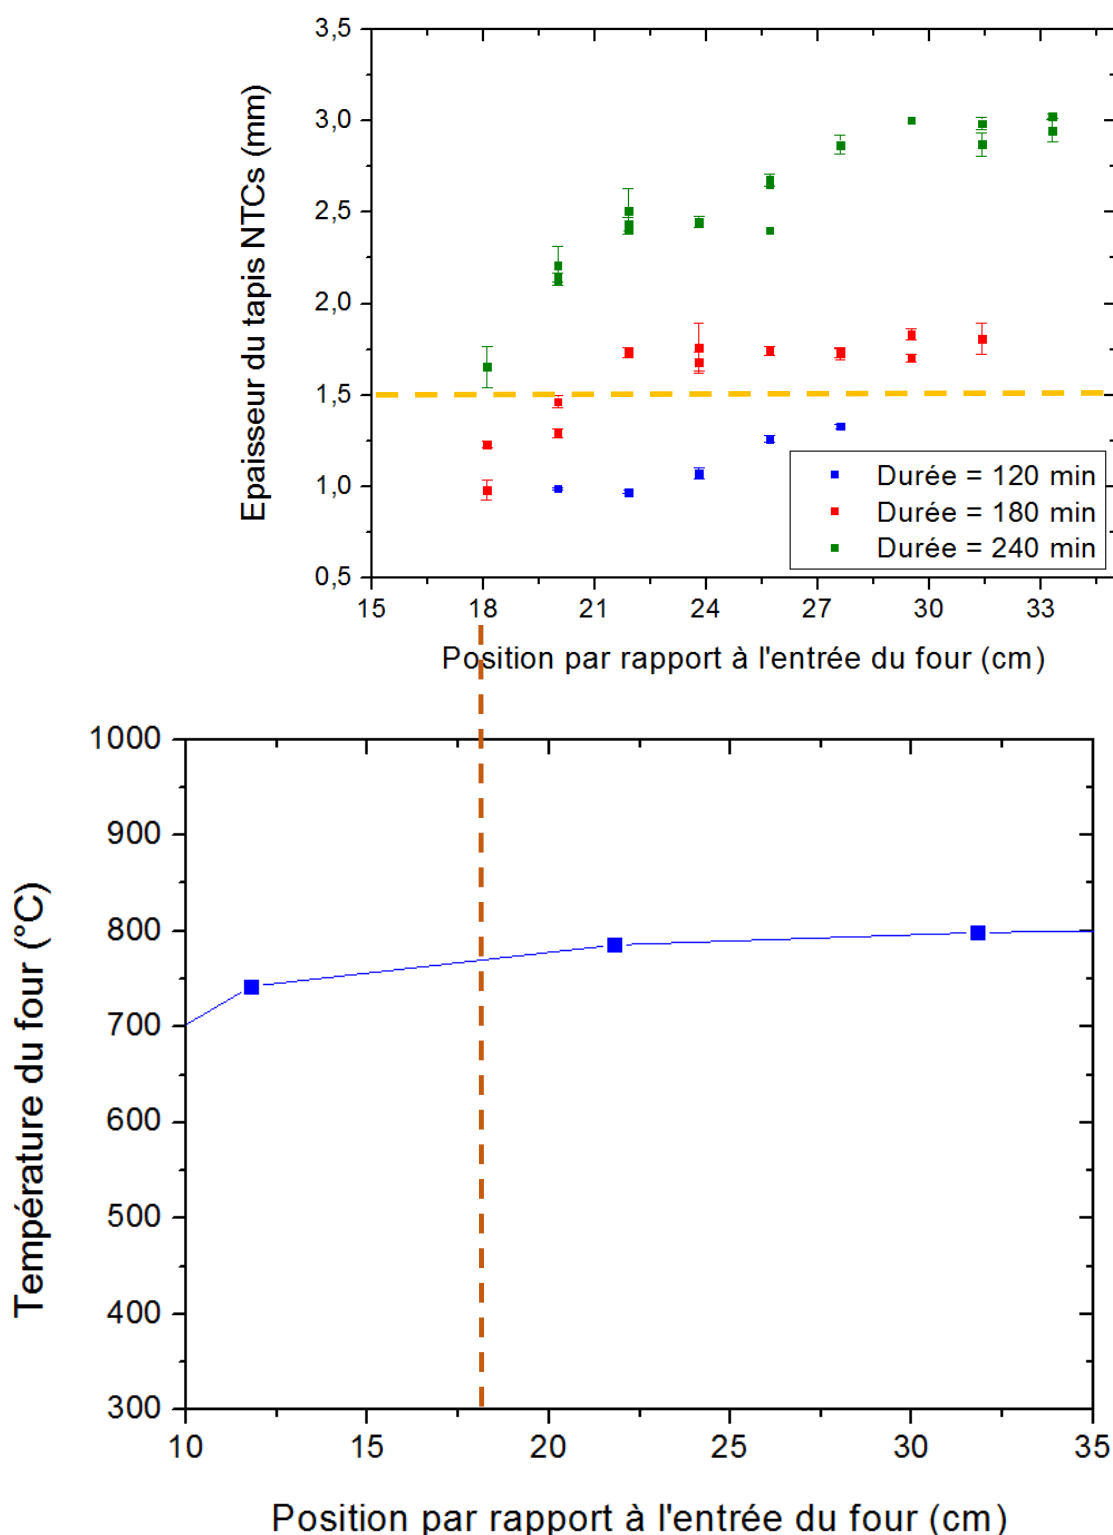 3,5
3,0
2,5
2,0
1,5
1,0
0,5
Epaisseur du tapis NTCs (mm)
Durée = 120 min
Durée = 180 min
Durée = 240 min
15 18 21 24 27 30 33
Position par rapport à l'entrée du four (cm)
1000
900
800
700
600
500
400
300
Température du four (°C)
10 15 20 25 30 35
Position par rapport à l'entrée du four (cm)